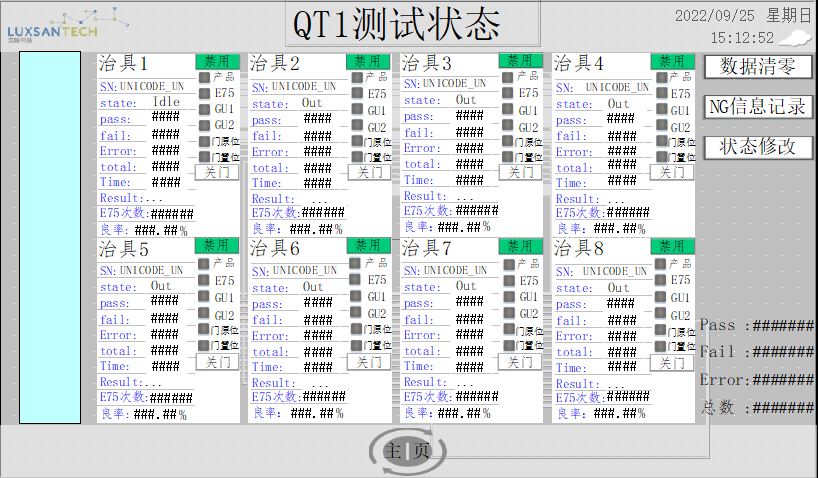 LUXSANTECH
立臻科技
QT1测试状态
2022/09/25 星期日
15:12:52
治具1 禁用
SN: UNICODE_UN 产品
state: Idle E75
pass: #### GU1
fail: #### GU2
Error: #### 门原位
total: #### 门置位
Time: #### 关门
Result:...
E75次数:######
良率: ###.##%
治具2 禁用
SN: UNICODE_UN 产品
state: Out E75
pass: #### GU1
fail: #### GU2
Error: #### 门原位
total: #### 门置位
Time: #### 关门
Result: ...
E75次数:######
良率: ###.##%
治具3 禁用
SN: UNICODE_UN 产品
state: Out E75
pass: #### GU1
fail: #### GU2
Error: #### 门原位
total: #### 门置位
Time: #### 关门
Result: ...
E75次数:######
良率: ###.##%
治具4 禁用
SN: UNICODE_UN 产品
state: Out E75
pass: #### GU1
fail: #### GU2
Error: #### 门原位
total: #### 门置位
Time: #### 关门
Result: ...
E75次数:######
良率: ###.##%
数据清零
NG信息记录
状态修改
治具5 禁用
SN: UNICODE_UN 产品
state: Out E75
pass: #### GU1
fail: #### GU2
Error: #### 门原位
total: #### 门置位
Time: #### 关门
Result:...
E75次数:######
良率: ###.##%
治具6 禁用
SN: UNICODE_UN 产品
state: Out E75
pass: #### GU1
fail: #### GU2
Error: #### 门原位
total: #### 门置位
Time: #### 关门
Result: ...
E75次数:######
良率: ###.##%
治具7 禁用
SN: UNICODE_UN 产品
state: Out E75
pass: #### GU1
fail: #### GU2
Error: #### 门原位
total: #### 门置位
Time: #### 关门
Result: ...
E75次数:######
良率: ###.##%
治具8 禁用
SN: UNICODE_UN 产品
state: Out E75
pass: #### GU1
fail: #### GU2
Error: #### 门原位
total: #### 门置位
Time: #### 关门
Result: ...
E75次数:######
良率: ###.##%
Pass :#######
Fail :#######
Error:#######
总数 :#######
主页